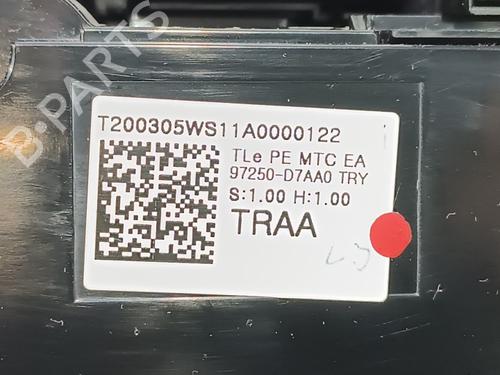 B-PARTS
T200305WS11A0000122
TLe PE MTC EA
97250-D7AA0 TRY
S:1.00 H:1.00
TRAA